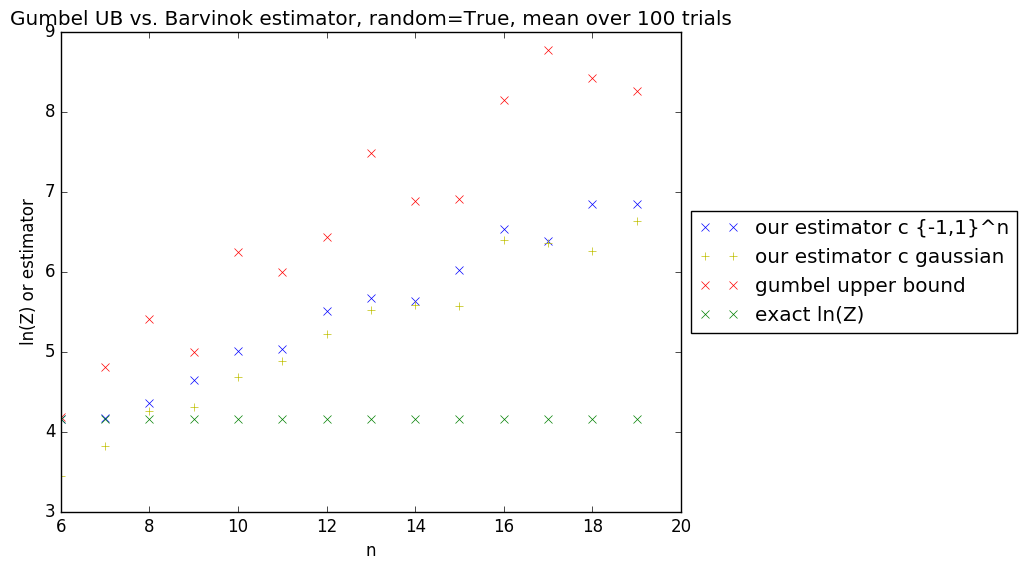 Gumbel UB vs. Barvinok estimator, random=True, mean over 100 trials
9
8
7
6
5
4
3
ln(Z) or estimator
6 8 10 12 14 16 18 20
n
our estimator c {-1,1}^n
our estimator c gaussian
gumbel upper bound
exact ln(Z)